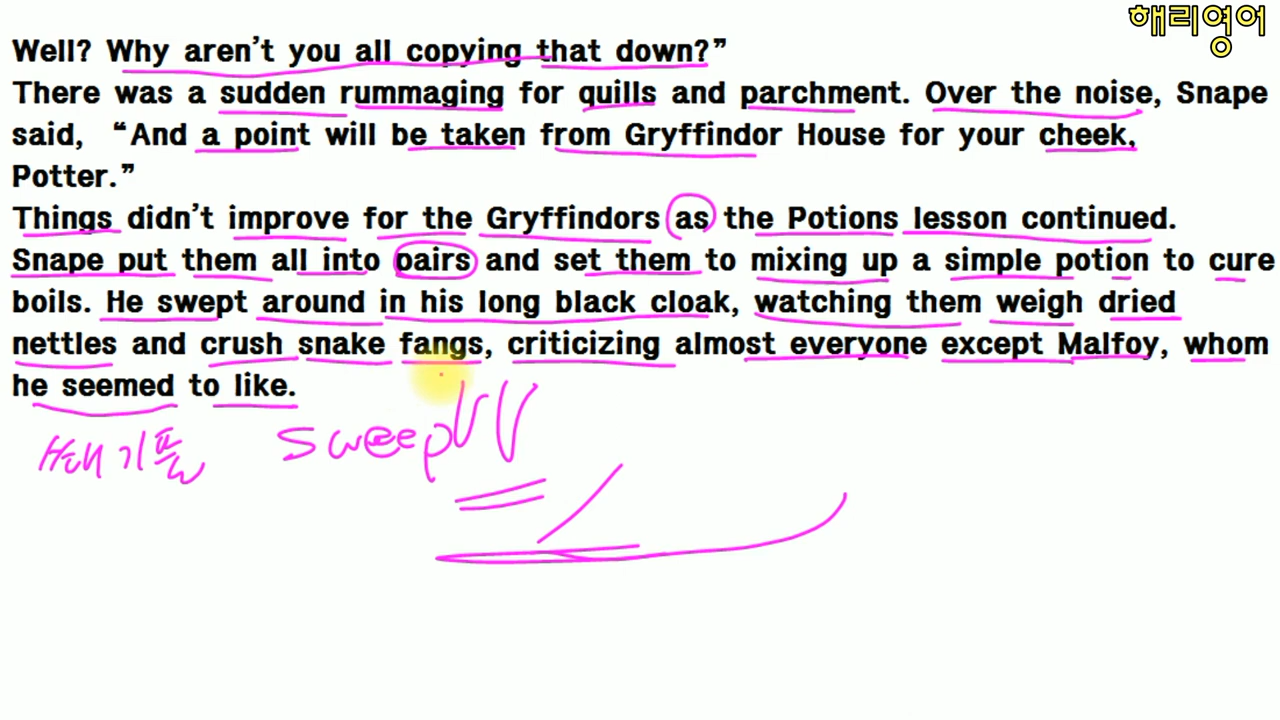 해리영어
Well? Why aren't you all copying that down?”
There was a sudden rummaging for quills and parchment. Over the noise, Snape
said, “And a point will be taken from Gryffindor House for your cheek,
Potter.”
Things didn't improve for the Gryffindors as the Potions lesson continued.
Snape put them all into pairs and set them to mixing up a simple potion to cure
boils. He swept around in his long black cloak, watching them weigh dried
nettles and crush snake fangs, criticizing almost everyone except Malfoy, whom
he seemed to like.
쐐기풀 sweep